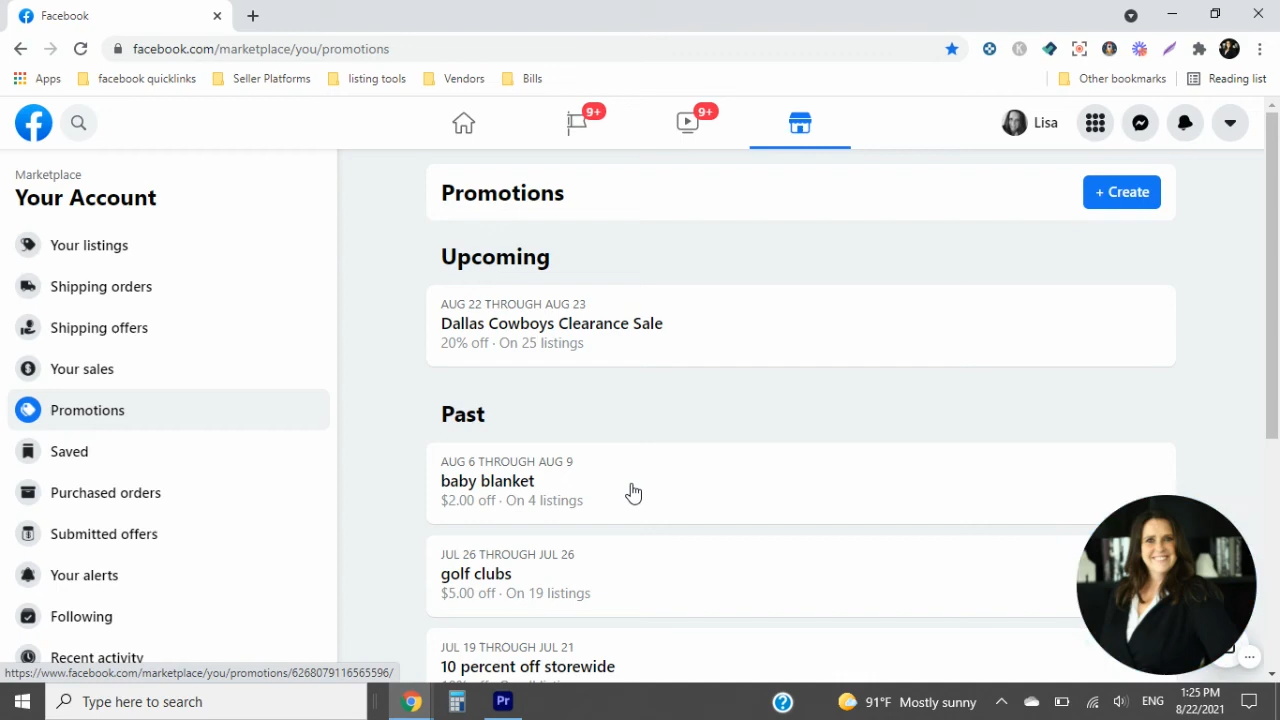 Facebook
facebook.com/marketplace/you/promotions
Apps
facebook quicklinks
Seller Platforms
listing tools
Vendors
Bills
Other bookmarks
Reading list
9+
9+
Lisa
Marketplace
Your Account
Your listings
Shipping orders
Shipping offers
Your sales
Promotions
Saved
Purchased orders
Submitted offers
Your alerts
Following
Recent activity
Promotions
+ Create
Upcoming
AUG 22 THROUGH AUG 23
Dallas Cowboys Clearance Sale
20% off · On 25 listings
Past
AUG 6 THROUGH AUG 9
baby blanket
$2.00 off · On 4 listings
JUL 26 THROUGH JUL 26
golf clubs
$5.00 off · On 19 listings
JUL 19 THROUGH JUL 21
10 percent off storewide
https://www.facebook.com/marketplace/you/promotions/6268079116565596/
Type here to search
Pr
91°F Mostly sunny
ENG
1:25 PM
8/22/2021